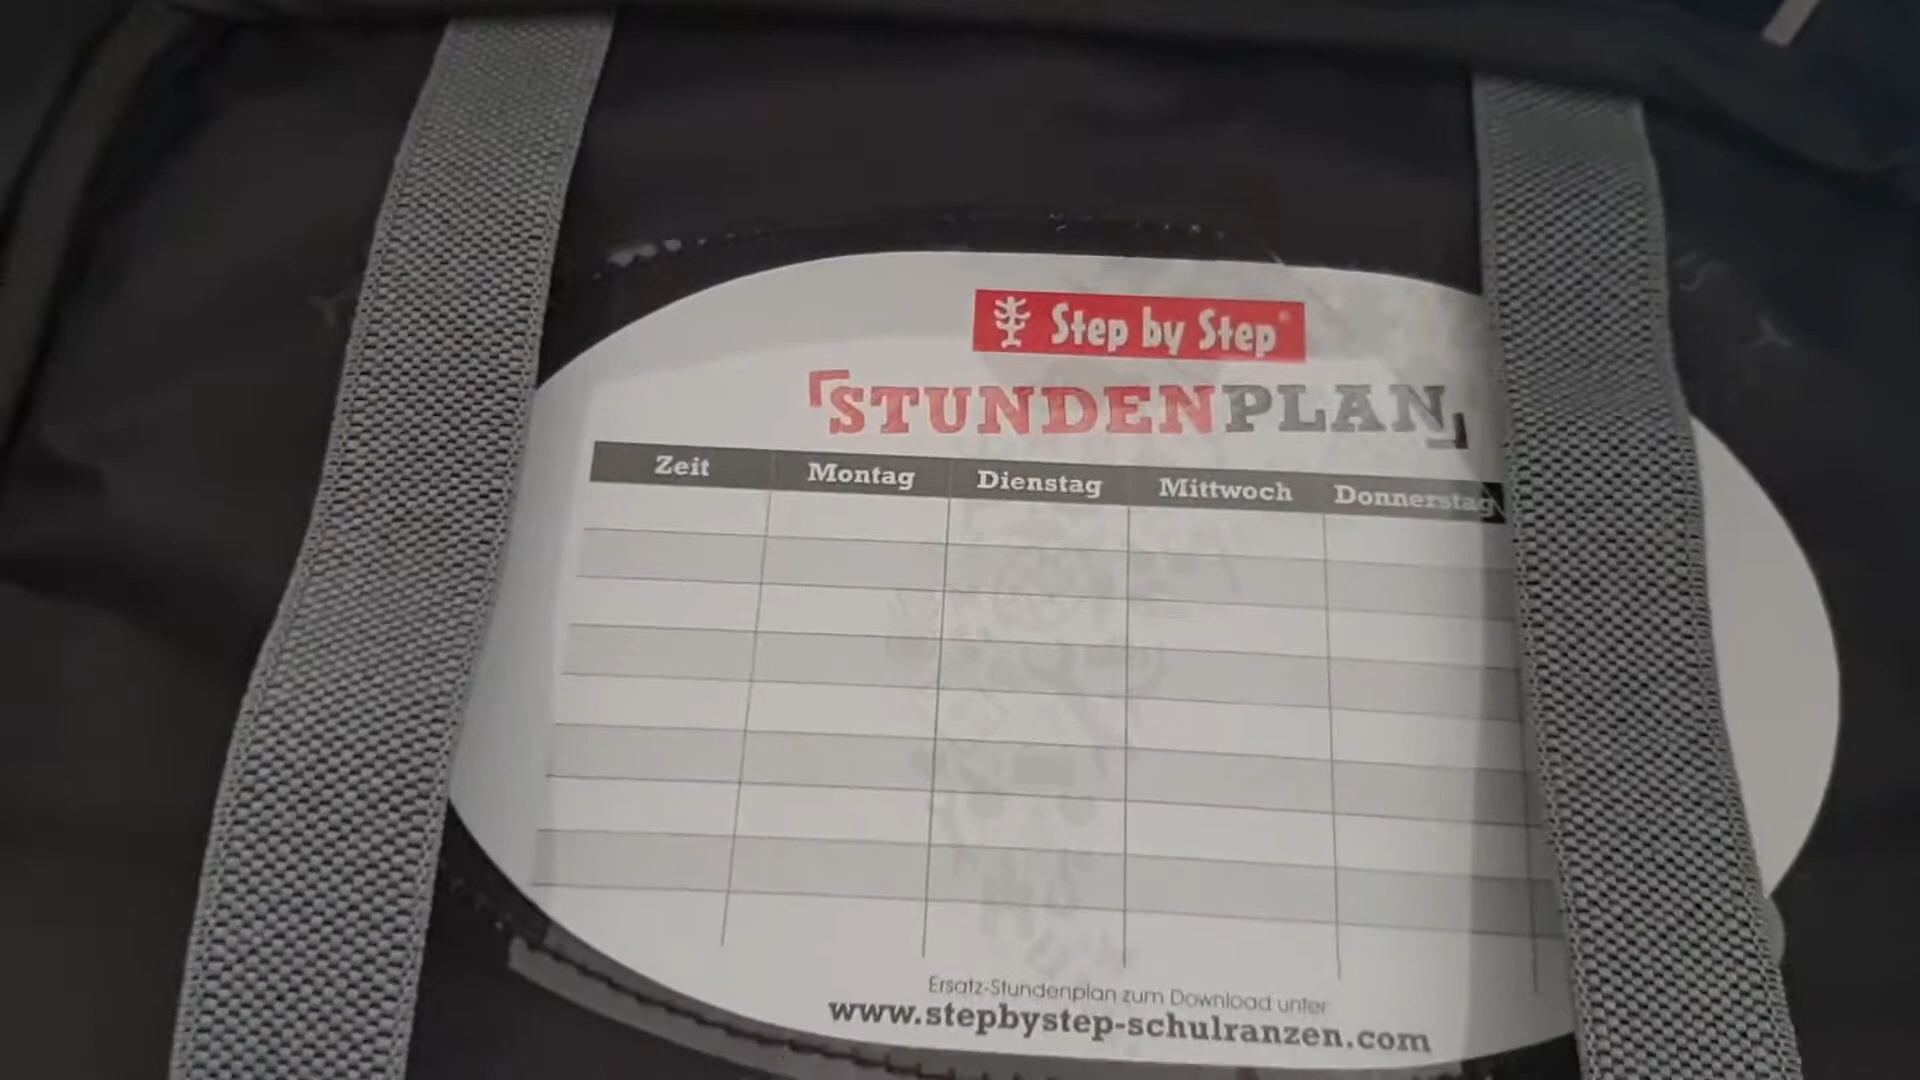 Step by Step®
STUNDENPLAN
Zeit Montag Dienstag Mittwoch Donnerstag
Ersatz-Stundenplan zum Download unter
www.stepbystep-schulranzen.com